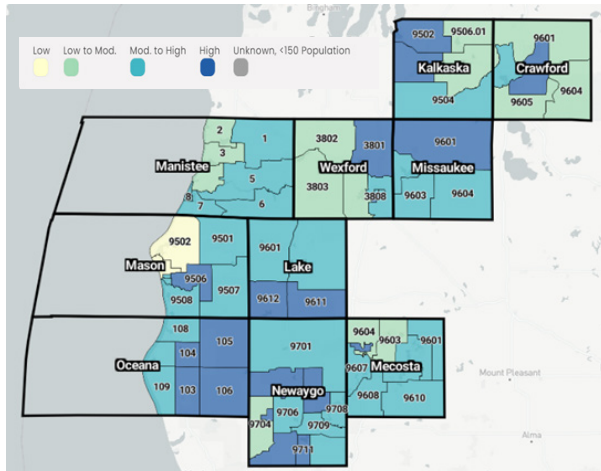 Bingham
Low Low to Mod. Mod. to High High Unknown, <150 Population
9502 9506.01 9601
Kalkaska Crawford
9504 9605 9604
2 1 3802 3801 9601
3
Manistee Wexford Missaukee
5 3803
8 7 6 3808 9603 9604
9502 9501 9601
Mason Lake
9506
9508 9507 9612 9611
108 105 9701 9604 9603 9601
104
Oceana 9607 Mecosta
Mount Pleasant
109 103 106 Newaygo 9608 9610
9704 9706 9708
9709
9711
Alma